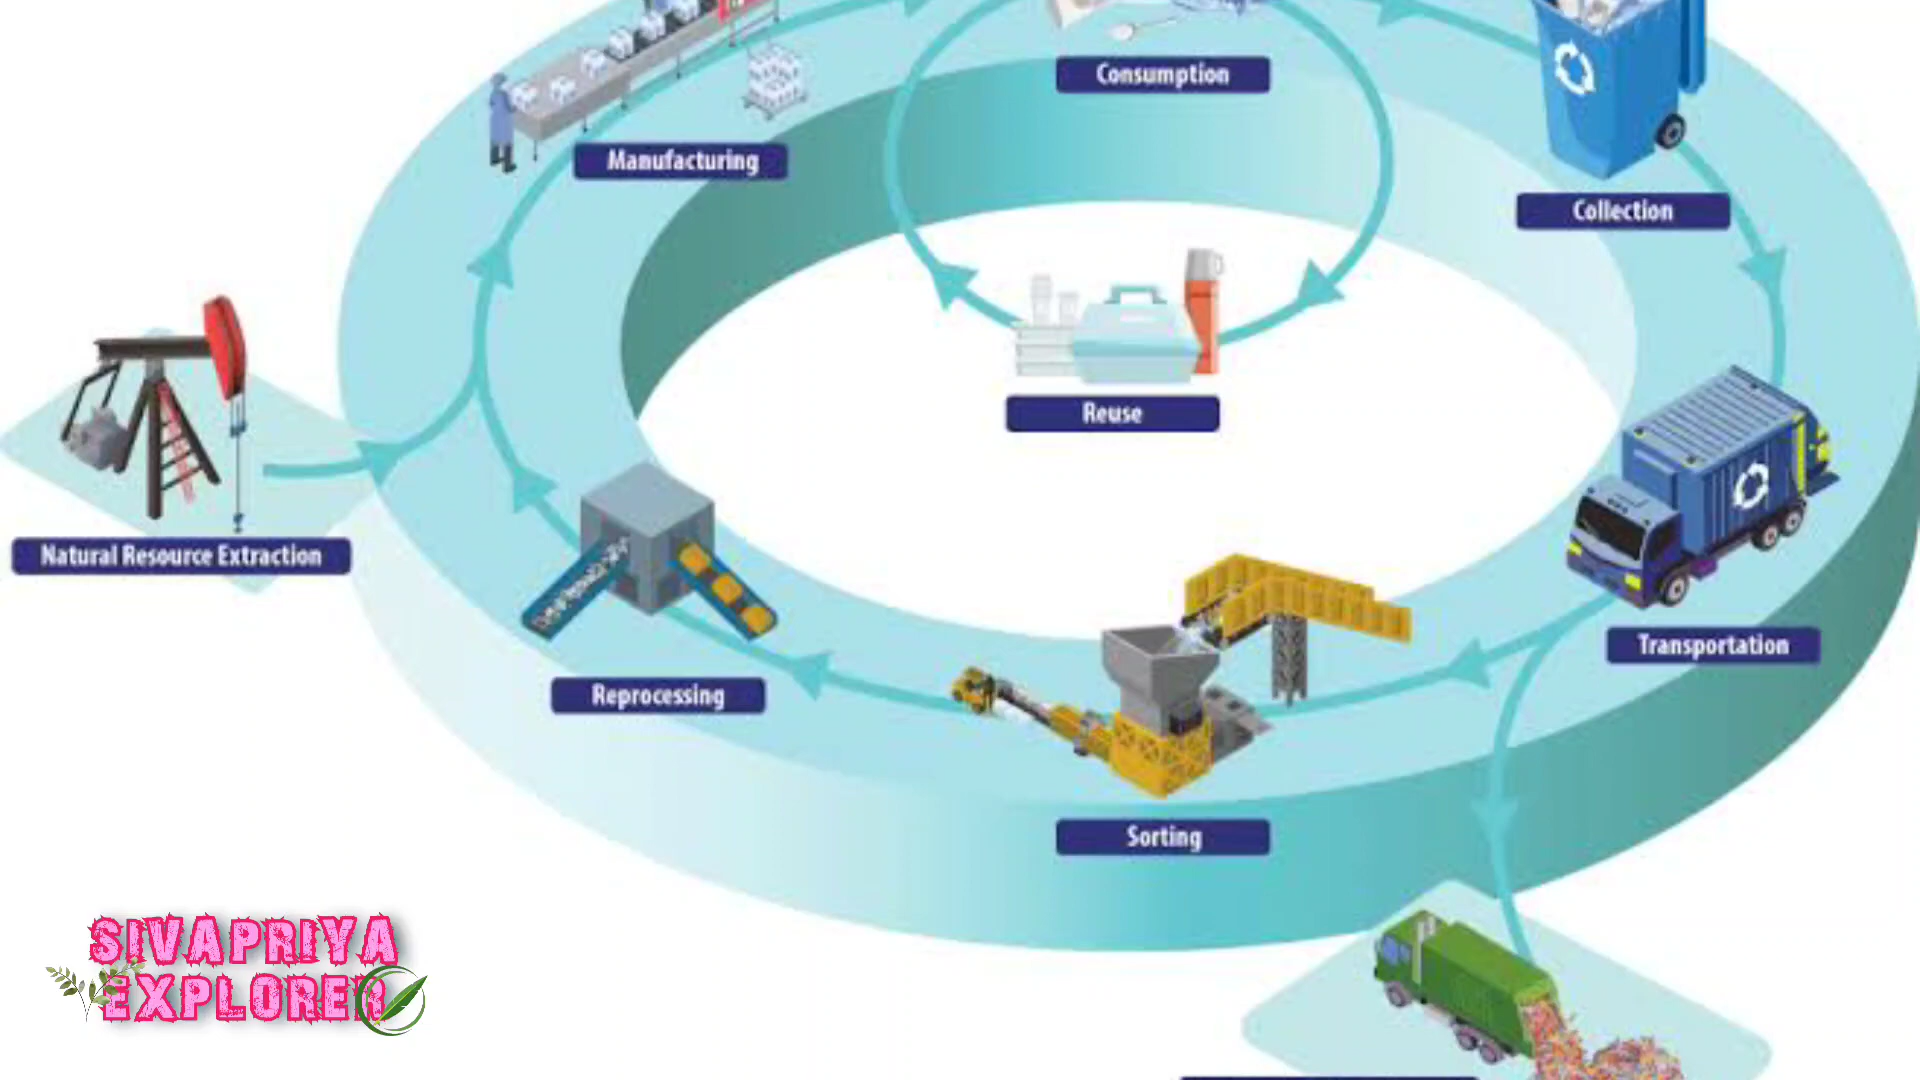 Consumption
Manufacturing
Collection
Reuse
Natural Resource Extraction
Transportation
Reprocessing
Sorting
SIVAPRIYA
EXPLORER